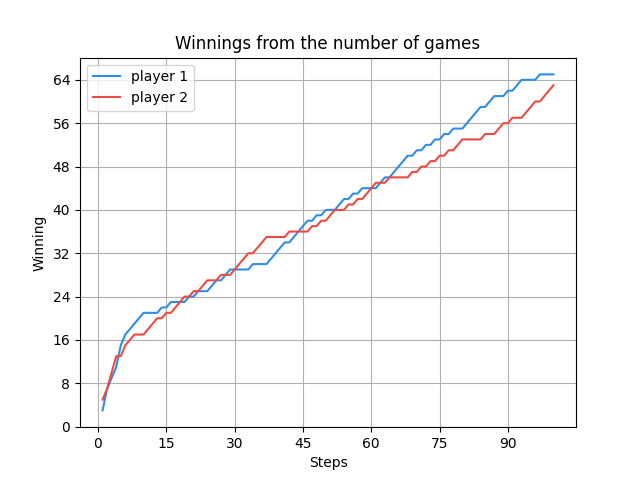 Winnings from the number of games
player 1
player 2
Winning
64
56
48
40
32
24
16
8
0
0 15 30 45 60 75 90
Steps